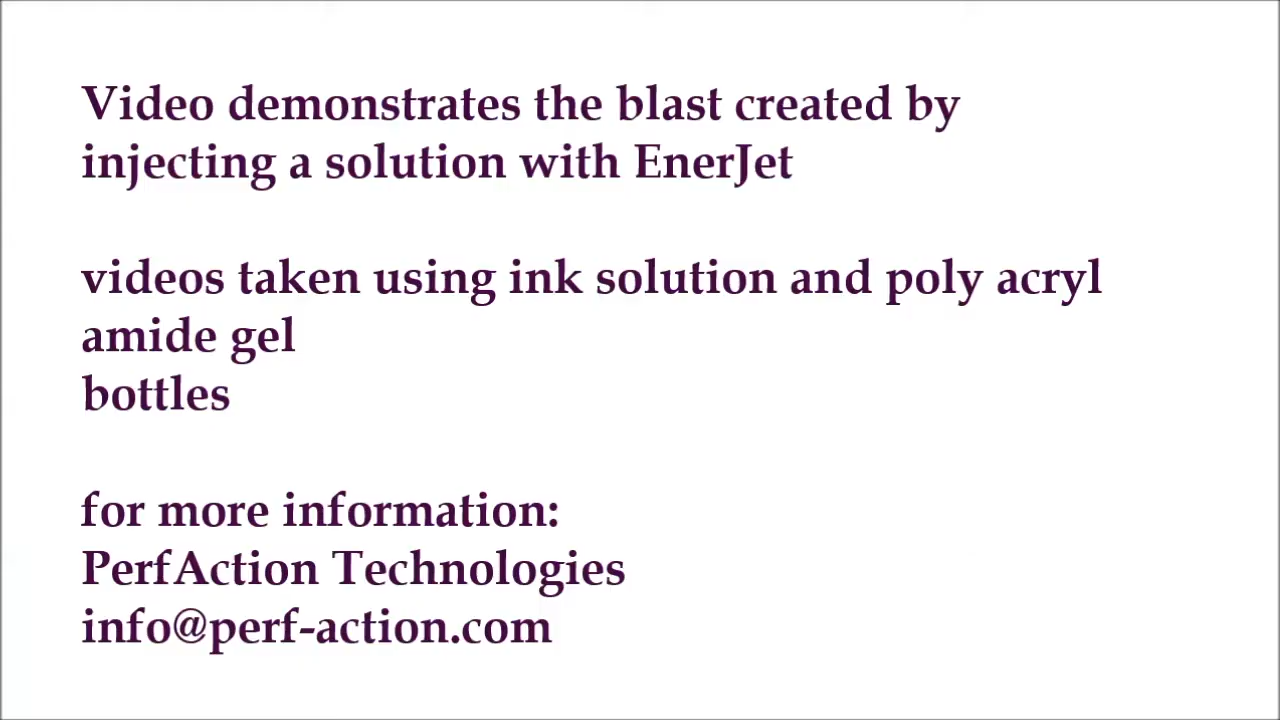 Video demonstrates the blast created by
injecting a solution with EnerJet
videos taken using ink solution and poly acryl
amide gel
bottles
for more information:
PerfAction Technologies
info@perf-action.com